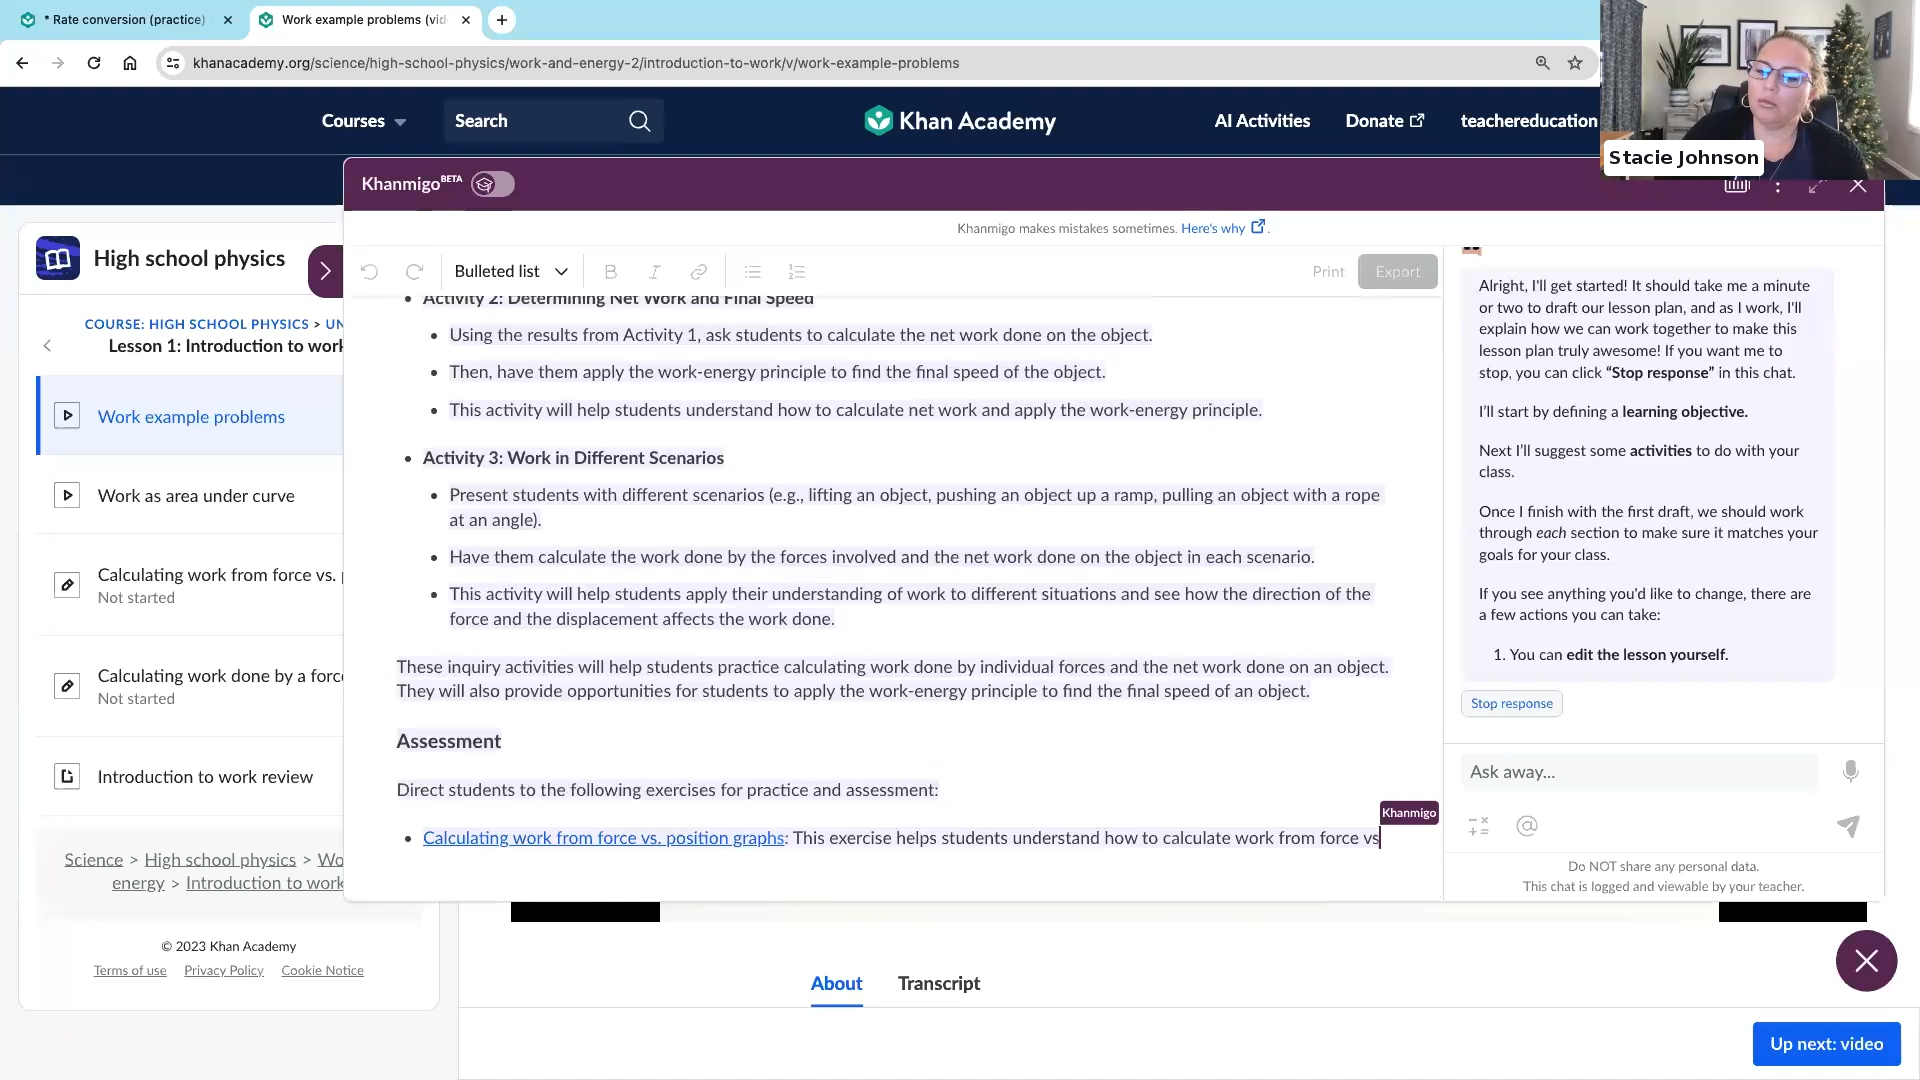 * Rate conversion (practice)
Work example problems (vid
khanacademy.org/science/high-school-physics/work-and-energy-2/introduction-to-work/v/work-example-problems
Courses
Search
Khan Academy
AI Activities
Donate
teachereducation
Stacie Johnson
Khanmigo BETA
Khanmigo makes mistakes sometimes. Here's why.
High school physics
COURSE: HIGH SCHOOL PHYSICS > UN
Lesson 1: Introduction to work
Work example problems
Work as area under curve
Calculating work from force vs. p
Not started
Calculating work done by a force
Not started
Introduction to work review
Science > High school physics > Wo
energy > Introduction to work
© 2023 Khan Academy
Terms of use Privacy Policy Cookie Notice
Bulleted list
B I
Print
Export
• Activity 2: Determining Net Work and Final Speed
• Using the results from Activity 1, ask students to calculate the net work done on the object.
• Then, have them apply the work-energy principle to find the final speed of the object.
• This activity will help students understand how to calculate net work and apply the work-energy principle.
• Activity 3: Work in Different Scenarios
• Present students with different scenarios (e.g., lifting an object, pushing an object up a ramp, pulling an object with a rope
at an angle).
• Have them calculate the work done by the forces involved and the net work done on the object in each scenario.
• This activity will help students apply their understanding of work to different situations and see how the direction of the
force and the displacement affects the work done.
These inquiry activities will help students practice calculating work done by individual forces and the net work done on an object.
They will also provide opportunities for students to apply the work-energy principle to find the final speed of an object.
Assessment
Direct students to the following exercises for practice and assessment:
Khanmigo
• Calculating work from force vs. position graphs: This exercise helps students understand how to calculate work from force vs
Alright, I'll get started! It should take me a minute
or two to draft our lesson plan, and as I work, I'll
explain how we can work together to make this
lesson plan truly awesome! If you want me to
stop, you can click “Stop response” in this chat.
I’ll start by defining a learning objective.
Next I’ll suggest some activities to do with your
class.
Once I finish with the first draft, we should work
through each section to make sure it matches your
goals for your class.
If you see anything you'd like to change, there are
a few actions you can take:
1. You can edit the lesson yourself.
Stop response
Ask away...
Do NOT share any personal data.
This chat is logged and viewable by your teacher.
About
Transcript
Up next: video